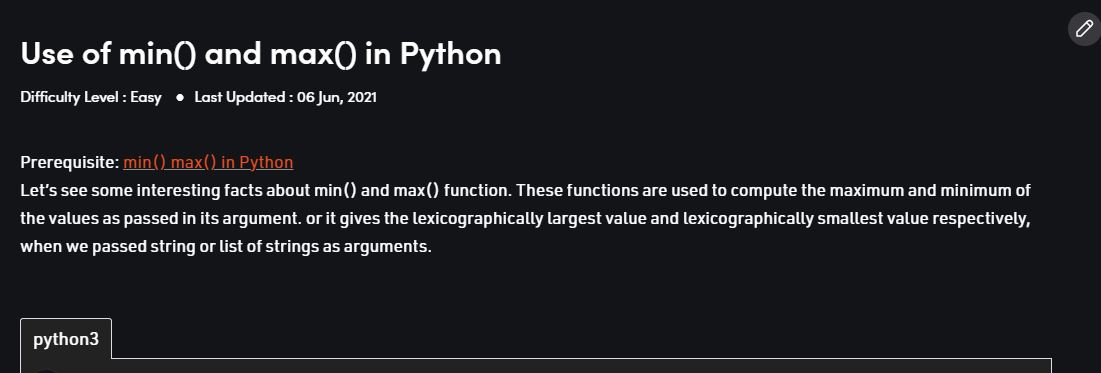 Use of min() and max() in Python
Difficulty Level : Easy ● Last Updated : 06 Jun, 2021
Prerequisite: min() max() in Python
Let’s see some interesting facts about min() and max() function. These functions are used to compute the maximum and minimum of
the values as passed in its argument. or it gives the lexicographically largest value and lexicographically smallest value respectively,
when we passed string or list of strings as arguments.
python3